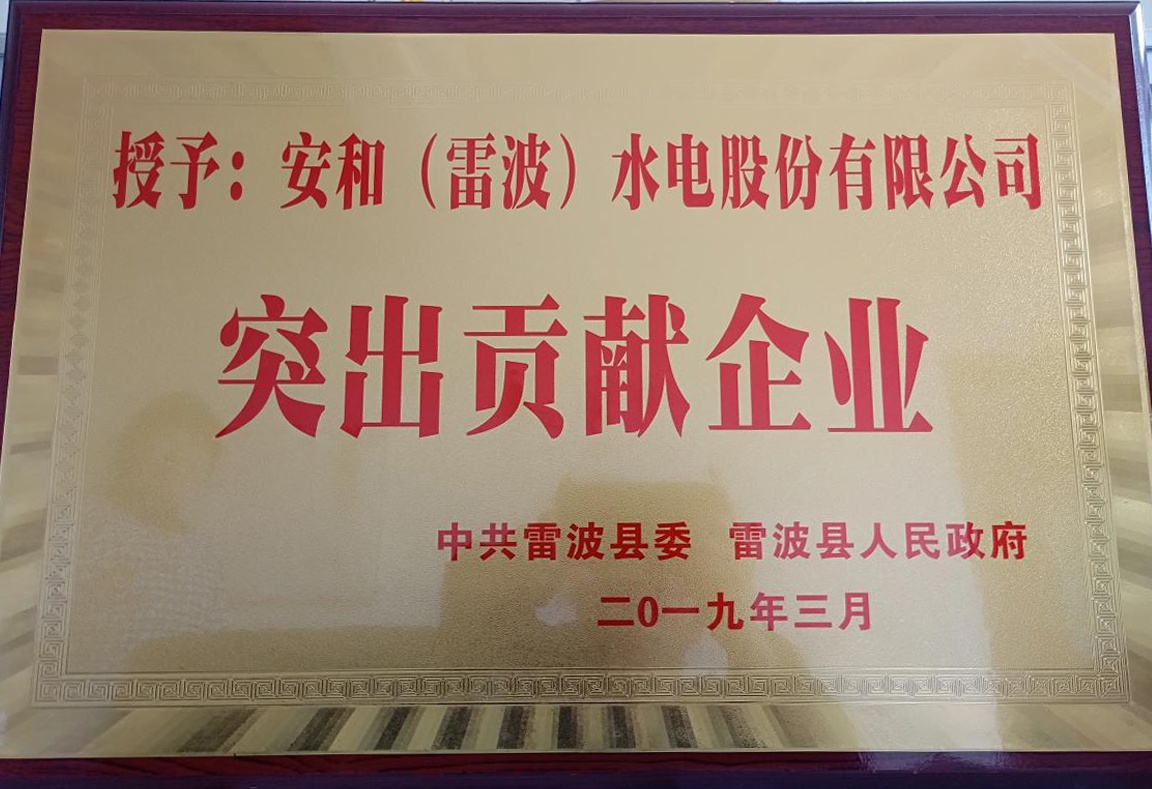 授予：安和（雷波）水电股份有限公司
突出贡献企业
中共雷波县委 雷波县人民政府
二0一九年三月